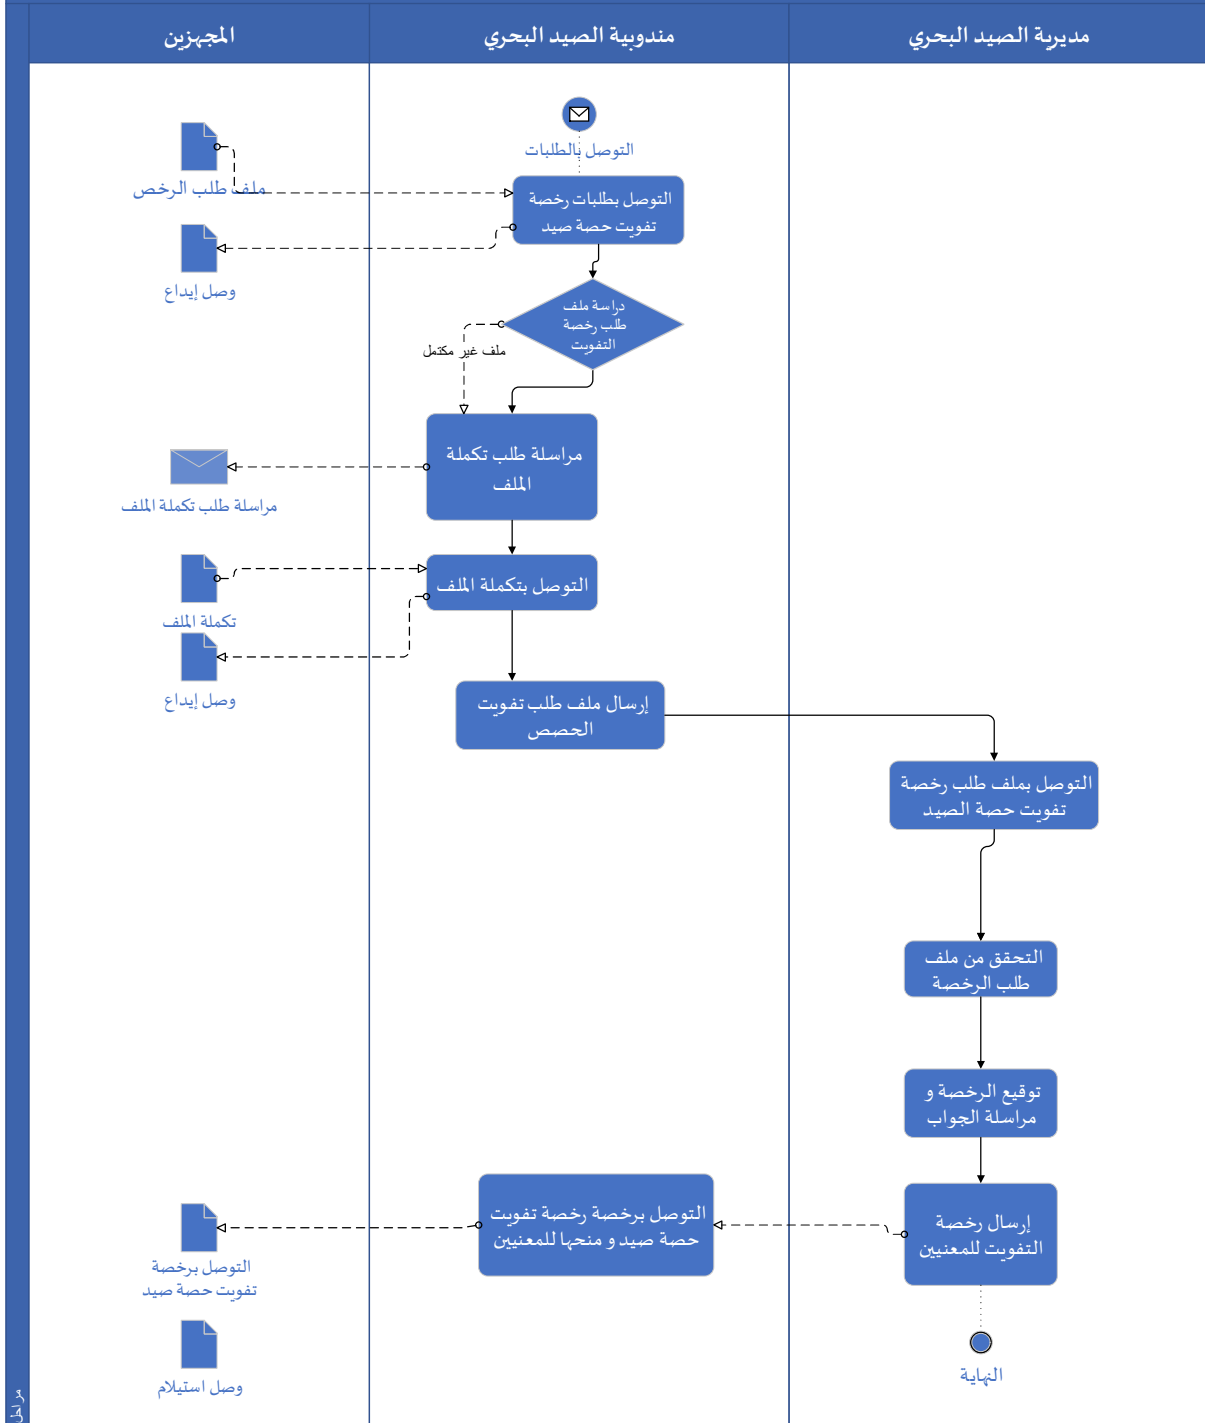 مديرية الصيد البحري
مندوبية الصيد البحري
المجهزين
التوصل بالطلبات
ملف طلب الرخص
التوصل بطلبات رخصة
تفويت حصة صيد
وصل إيداع
دراسة ملف
طلب رخصة
التفويت
ملف غير مكتمل
مراسلة طلب تكملة
الملف
مراسلة طلب تكملة الملف
التوصل بتكملة الملف
تكملة الملف
وصل إيداع
إرسال ملف طلب تفويت
الحصص
التوصل بملف طلب رخصة
تفويت حصة الصيد
التحقق من ملف
طلب الرخصة
توقيع الرخصة و
مراسلة الجواب
إرسال رخصة
التفويت للمعنيين
التوصل برخصة رخصة تفويت
حصة صيد و منحها للمعنيين
التوصل برخصة
تفويت حصة صيد
وصل استيلام
النهاية
مراحل